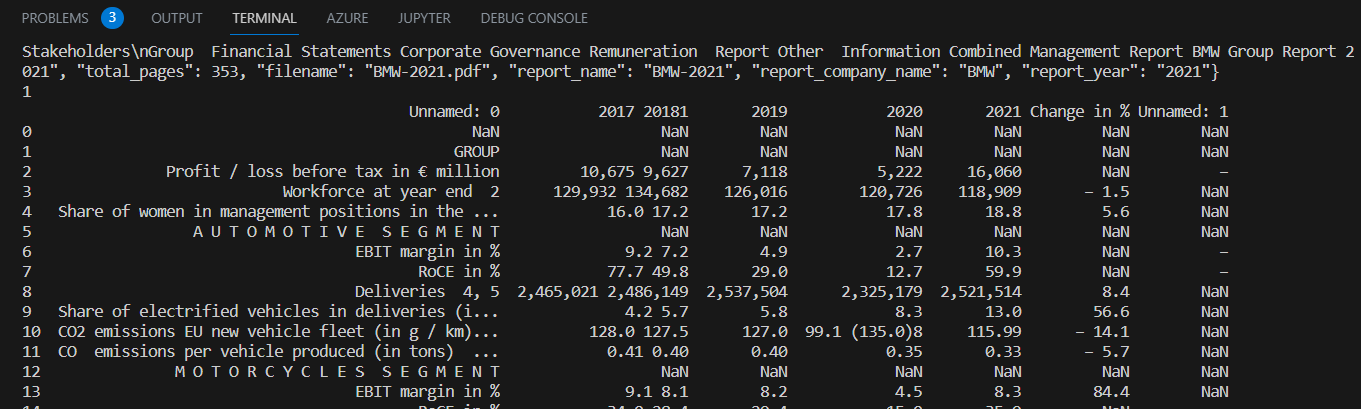 PROBLEMS 3 OUTPUT TERMINAL AZURE JUPYTER DEBUG CONSOLE
Stakeholders\nGroup  Financial Statements Corporate Governance Remuneration  Report Other  Information Combined Management Report BMW Group Report 2
021", "total_pages": 353, "filename": "BMW-2021.pdf", "report_name": "BMW-2021", "report_company_name": "BMW", "report_year": "2021"}
1
Unnamed: 0 2017 20181 2019 2020 2021 Change in % Unnamed: 1
0 NaN NaN NaN NaN NaN NaN NaN
1 GROUP NaN NaN NaN NaN NaN NaN
2 Profit / loss before tax in € million 10,675 9,627 7,118 5,222 16,060 NaN –
3 Workforce at year end  2 129,932 134,682 126,016 120,726 118,909 – 1.5 NaN
4 Share of women in management positions in the ... 16.0 17.2 17.2 17.8 18.8 5.6 NaN
5 A U T O M O T I V E  S E G M E N T NaN NaN NaN NaN NaN NaN
6 EBIT margin in % 9.2 7.2 4.9 2.7 10.3 NaN –
7 RoCE in % 77.7 49.8 29.0 12.7 59.9 NaN –
8 Deliveries  4, 5 2,465,021 2,486,149 2,537,504 2,325,179 2,521,514 8.4 NaN
9 Share of electrified vehicles in deliveries (i... 4.2 5.7 5.8 8.3 13.0 56.6 NaN
10 CO2 emissions EU new vehicle fleet (in g / km)... 128.0 127.5 127.0 99.1 (135.0)8 115.99 – 14.1 NaN
11 CO  emissions per vehicle produced (in tons)  ... 0.41 0.40 0.40 0.35 0.33 – 5.7 NaN
12 M O T O R C Y C L E S  S E G M E N T NaN NaN NaN NaN NaN NaN
13 EBIT margin in % 9.1 8.1 8.2 4.5 8.3 84.4 NaN